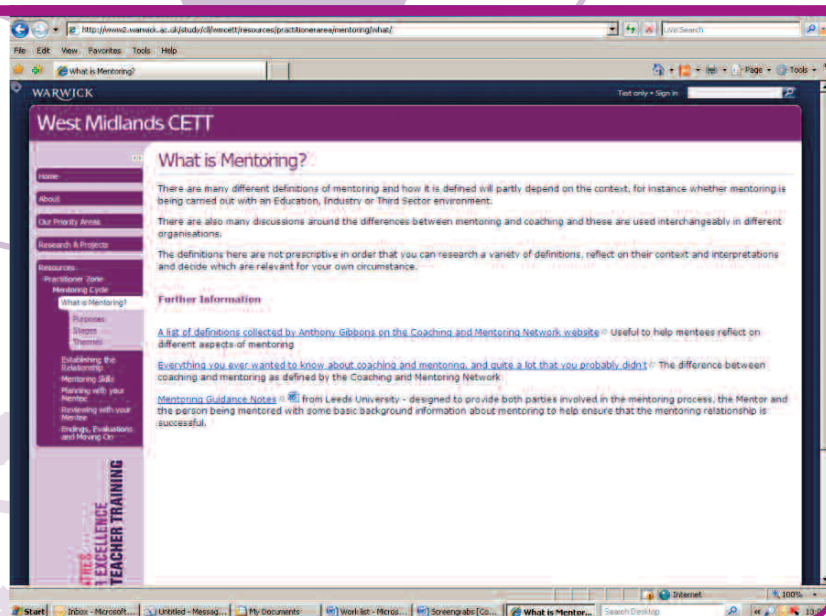 http://www2.warwick.ac.uk/study/cll/wmcett/resources/practitionerarea/mentoring/what/
Live Search
File Edit View Favorites Tools Help
What is Mentoring?
Page Tools
WARWICK
Text only • Sign in
West Midlands CETT
Home
About
Our Priority Areas
Research & Projects
Resources
Practitioner Zone
Mentoring Cycle
What is Mentoring?
Purposes
Stages
Themes
Establishing the
Relationship
Mentoring Skills
Planning with your
Mentee
Reviewing with your
Mentee
Endings, Evaluations
and Moving On
What is Mentoring?
There are many different definitions of mentoring and how it is defined will partly depend on the context, for instance whether mentoring is
being carried out with an Education, Industry or Third Sector environment.
There are also many discussions around the differences between mentoring and coaching and these are used interchangeably in different
organisations.
The definitions here are not prescriptive in order that you can research a variety of definitions, reflect on their context and interpretations
and decide which are relevant for your own circumstance.
Further Information
A list of definitions collected by Anthony Gibbons on the Coaching and Mentoring Network website Useful to help mentees reflect on
different aspects of mentoring
Everything you ever wanted to know about coaching and mentoring, and quite a lot that you probably didn't The difference between
coaching and mentoring as defined by the Coaching and Mentoring Network
Mentoring Guidance Notes from Leeds University - designed to provide both parties involved in the mentoring process, the Mentor and
the person being mentored with some basic background information about mentoring to help ensure that the mentoring relationship is
successful.
EXCELLENCE
TEACHER TRAINING
Internet 100%
Start Inbox - Microsoft... Untitled - Messag... My Documents Work list - Micros... Screengrabs [Co... What is Mentor... Search Desktop